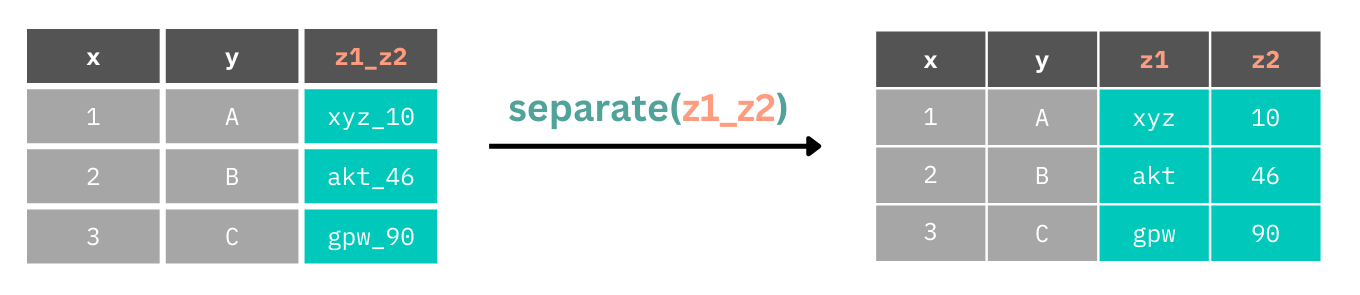 x y z1_z2
1 A xyz_10
2 B akt_46
3 C gpw_90
separate(z1_z2)
x y z1 z2
1 A xyz 10
2 B akt 46
3 C gpw 90